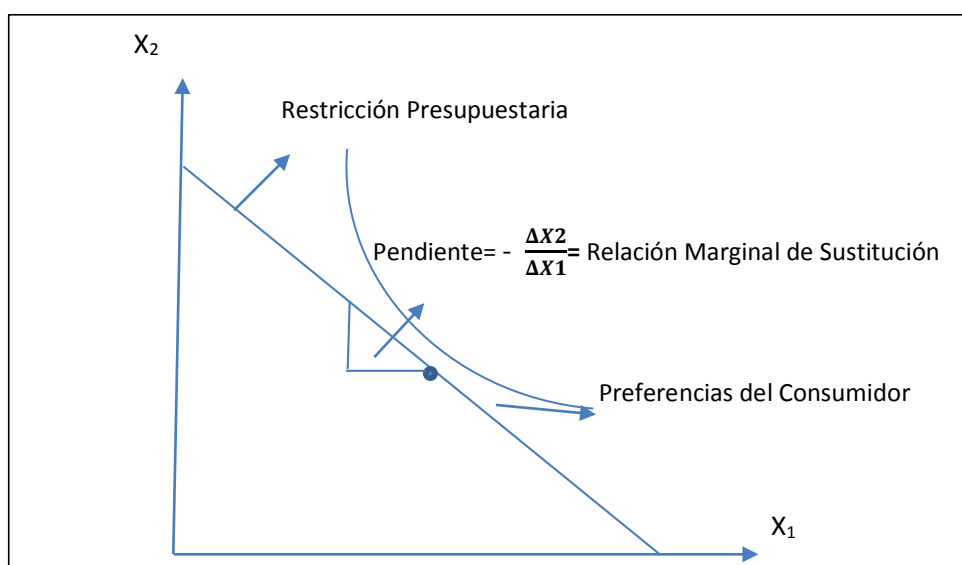 X₂
Restricción Presupuestaria
Pendiente= - ΔX2/ΔX1= Relación Marginal de Sustitución
Preferencias del Consumidor
X₁